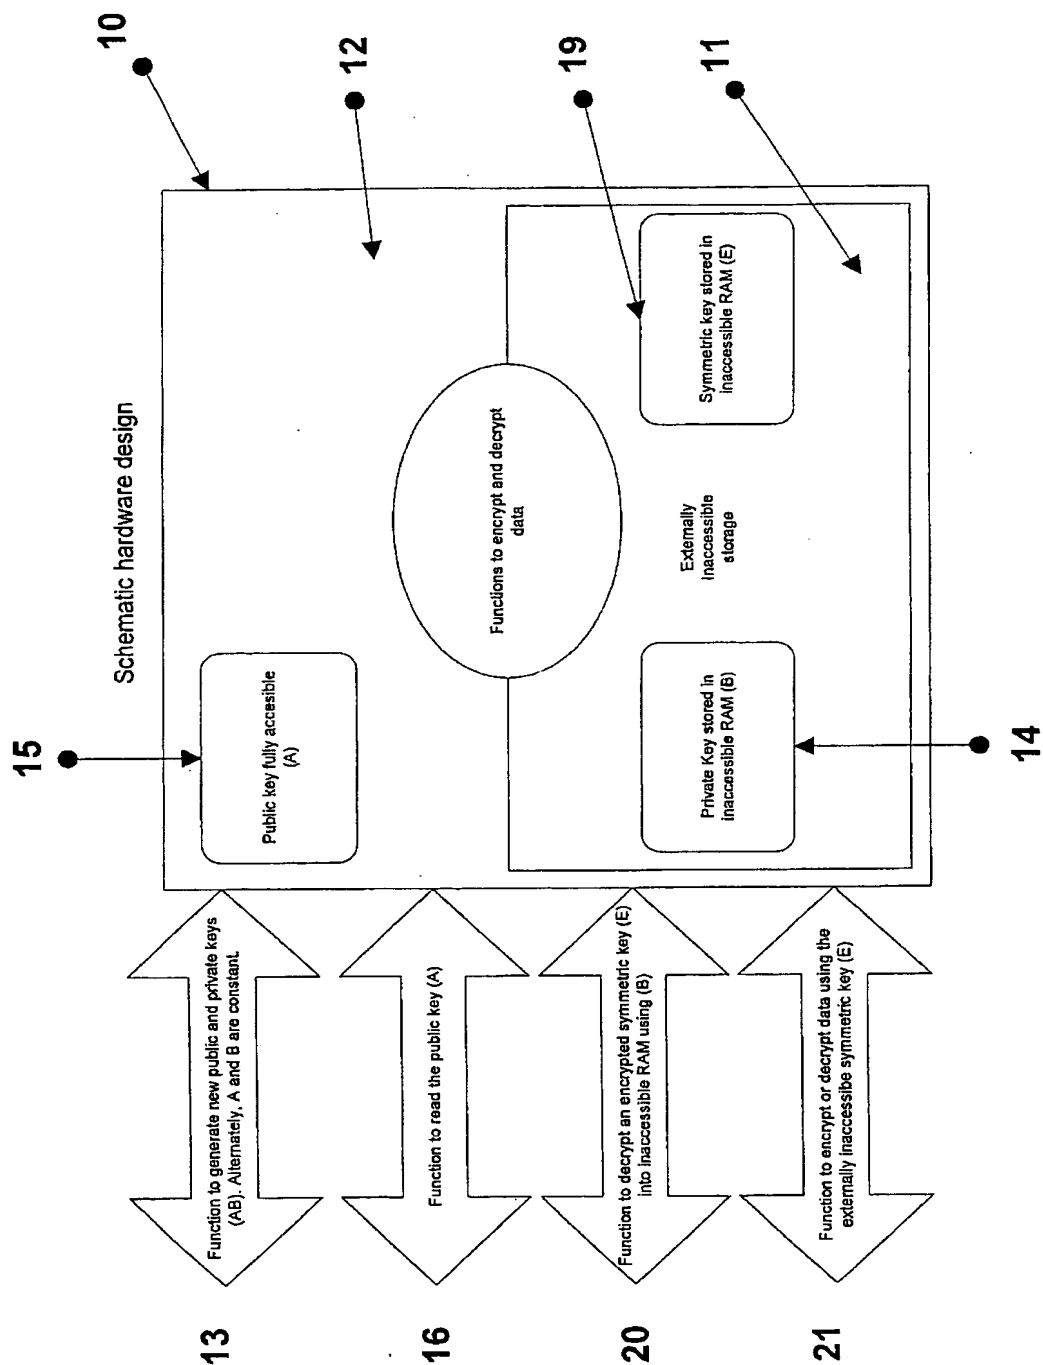 Schematic hardware design
10
12
19
11
15
Public key fully accesible
(A)
Functions to encrypt and decrypt
data
Externally
inaccessible
storage
Private Key stored in
inaccessible RAM (B)
Symmetric key stored in
inaccessible RAM (E)
14
Function to generate new public and private keys
(AB). Alternately, A and B are constant.
13
Function to read the public key (A)
16
Function to decrypt an encrypted symmetric key (E)
into inaccessible RAM using (B)
20
Function to encrypt or decrypt data using the
externally inaccessibe symmetric key (E)
21